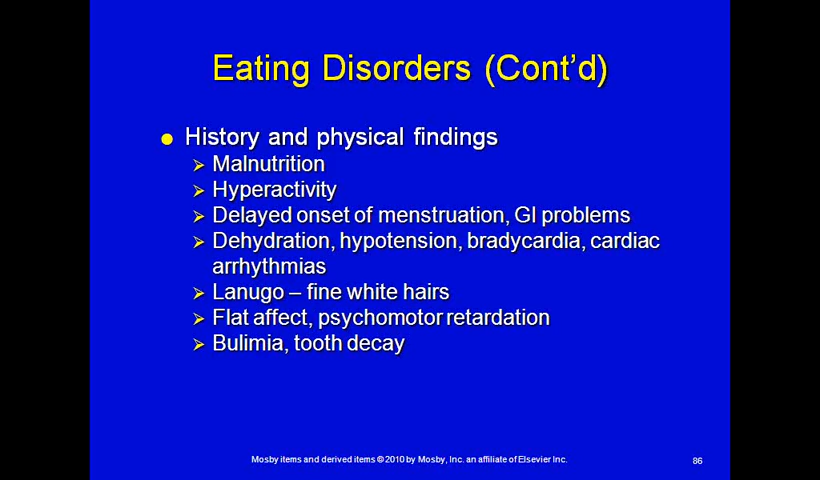 Eating Disorders (Cont'd)
● History and physical findings
➢ Malnutrition
➢ Hyperactivity
➢ Delayed onset of menstruation, GI problems
➢ Dehydration, hypotension, bradycardia, cardiac
arrhythmias
➢ Lanugo – fine white hairs
➢ Flat affect, psychomotor retardation
➢ Bulimia, tooth decay
Mosby items and derived items © 2010 by Mosby, Inc. an affiliate of Elsevier Inc.
86